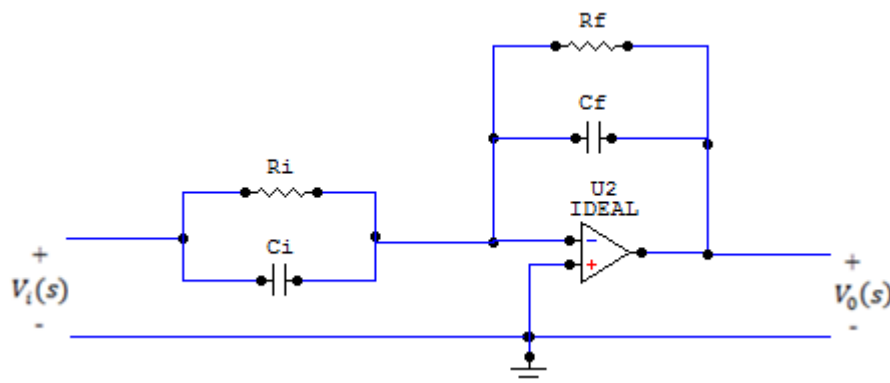 Rf
Cf
Ri
U2
IDEAL
Ci
+
Vi(s)
-
-
+
+
V0(s)
-